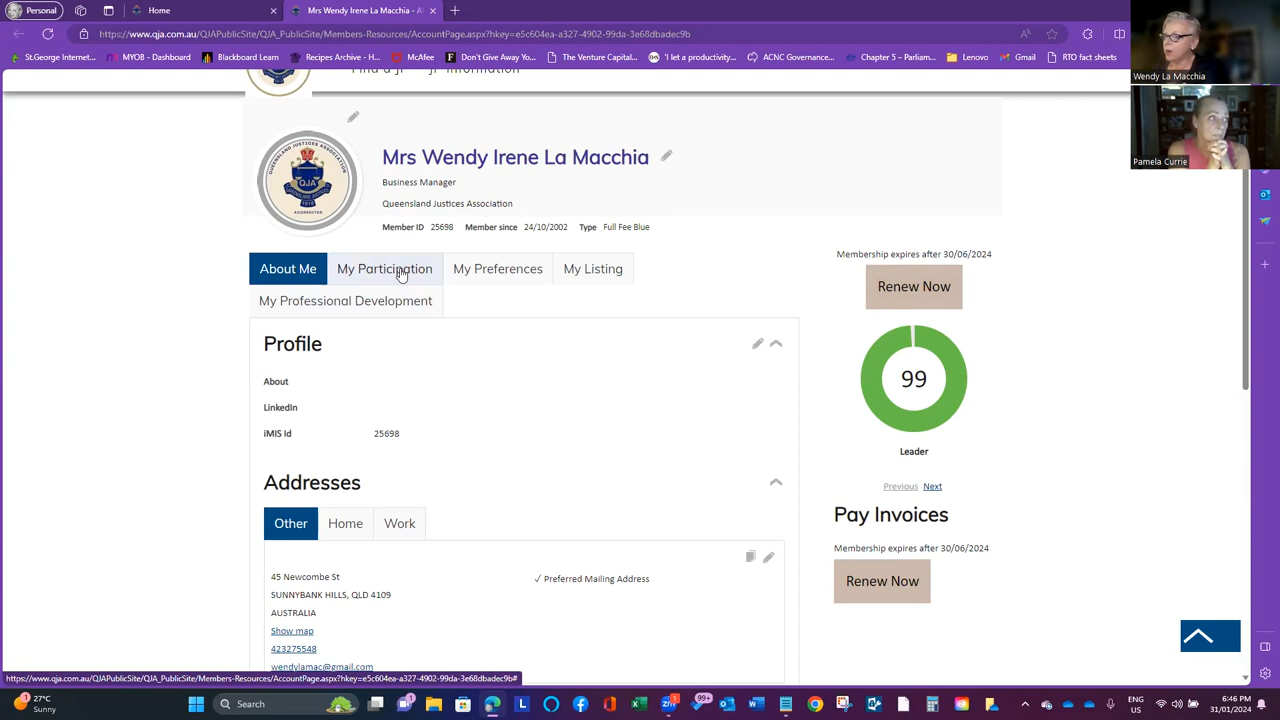 Personal
Home
Mrs Wendy Irene La Macchia - My
https://www.qja.com.au/QJAPublicSite/QJA_PublicSite/Members-Resources/AccountPage.aspx?hkey=e5c604ea-a327-4902-99da-3e68dbadec9b
St.George Internet...
MYOB - Dashboard
Blackboard Learn
Recipes Archive - H...
McAfee
Don't Give Away Yo...
The Venture Capital...
'I let a productivity...
ACNC Governance...
Chapter 5 – Parliam...
Lenovo
Gmail
RTO fact sheets
Wendy La Macchia
Pamela Currie
Mrs Wendy Irene La Macchia
Business Manager
Queensland Justices Association
Member ID 25698 Member since 24/10/2002 Type Full Fee Blue
QUEENSLAND JUSTICES ASSOCIATION
QJA
ACCREDITED
About Me
My Participation
My Preferences
My Listing
My Professional Development
Profile
About
LinkedIn
iMIS Id 25698
Addresses
Other
Home
Work
45 Newcombe St
SUNNYBANK HILLS, QLD 4109
AUSTRALIA
Show map
423275548
wendylamac@gmail.com
✓ Preferred Mailing Address
Membership expires after 30/06/2024
Renew Now
99
Leader
Previous Next
Pay Invoices
Membership expires after 30/06/2024
Renew Now
https://www.qja.com.au/QJAPublicSite/QJA_PublicSite/Members-Resources/AccountPage.aspx?hkey=e5c604ea-a327-4902-99da-3e68dbadec9b#
27°C
Sunny
Search
99+
ENG
US
6:46 PM
31/01/2024